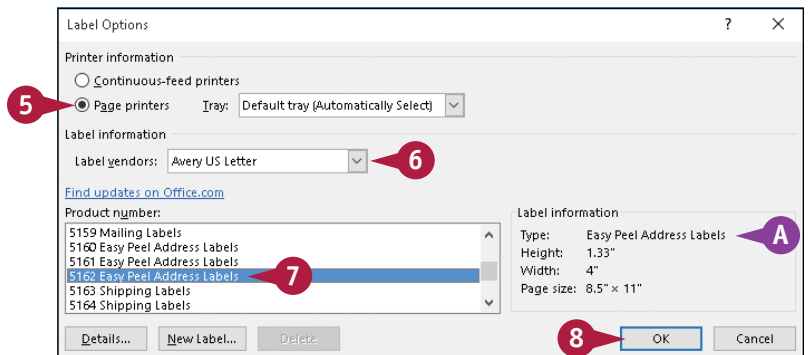 Label Options ? ×
Printer information
Continuous-feed printers
5 Page printers Tray: Default tray (Automatically Select)
Label information
Label vendors: Avery US Letter 6
Find updates on Office.com
Product number: Label information
5159 Mailing Labels Type: Easy Peel Address Labels A
5160 Easy Peel Address Labels Height: 1.33"
5161 Easy Peel Address Labels Width: 4"
5162 Easy Peel Address Labels 7 Page size: 8.5" × 11"
5163 Shipping Labels
5164 Shipping Labels
Details... New Label... Delete 8 OK Cancel